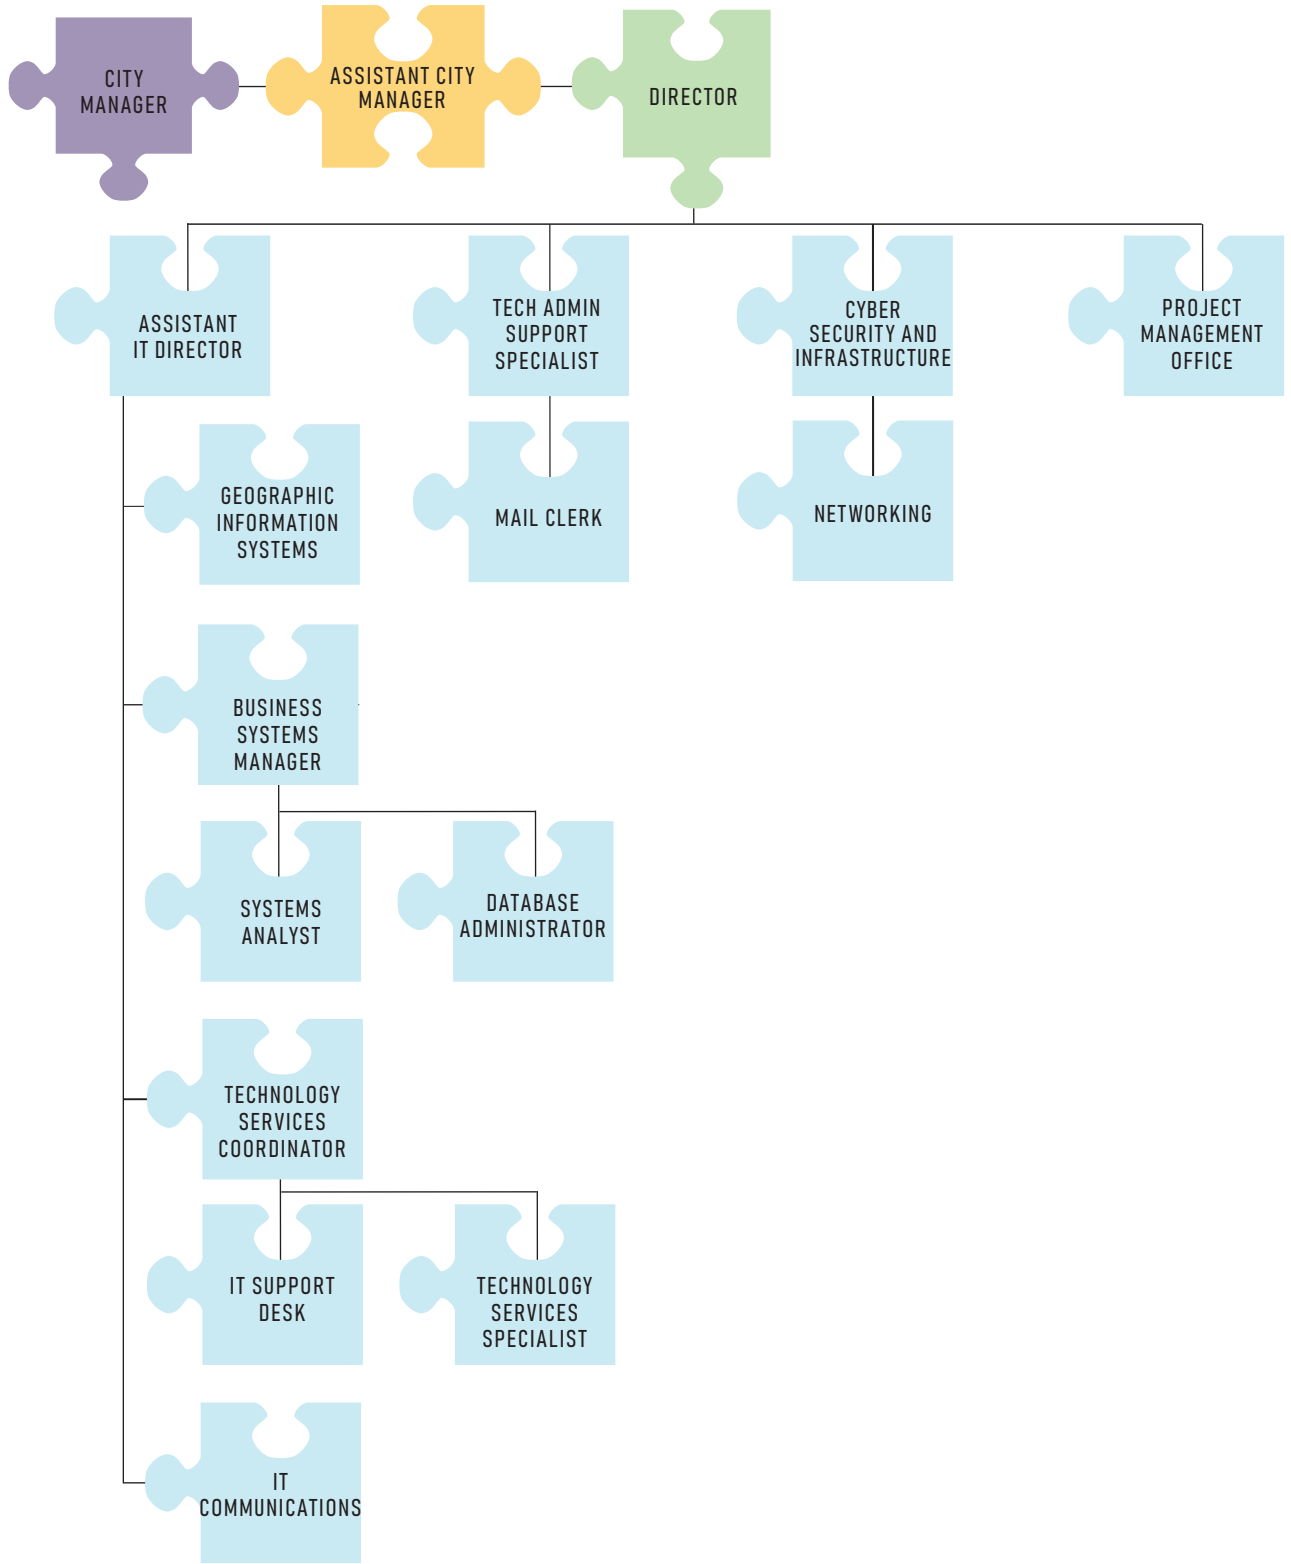 CITY
MANAGER
ASSISTANT CITY
MANAGER
DIRECTOR
ASSISTANT
IT DIRECTOR
TECH ADMIN
SUPPORT
SPECIALIST
CYBER
SECURITY AND
INFRASTRUCTURE
PROJECT
MANAGEMENT
OFFICE
GEOGRAPHIC
INFORMATION
SYSTEMS
MAIL CLERK
NETWORKING
BUSINESS
SYSTEMS
MANAGER
SYSTEMS
ANALYST
DATABASE
ADMINISTRATOR
TECHNOLOGY
SERVICES
COORDINATOR
IT SUPPORT
DESK
TECHNOLOGY
SERVICES
SPECIALIST
IT
COMMUNICATIONS